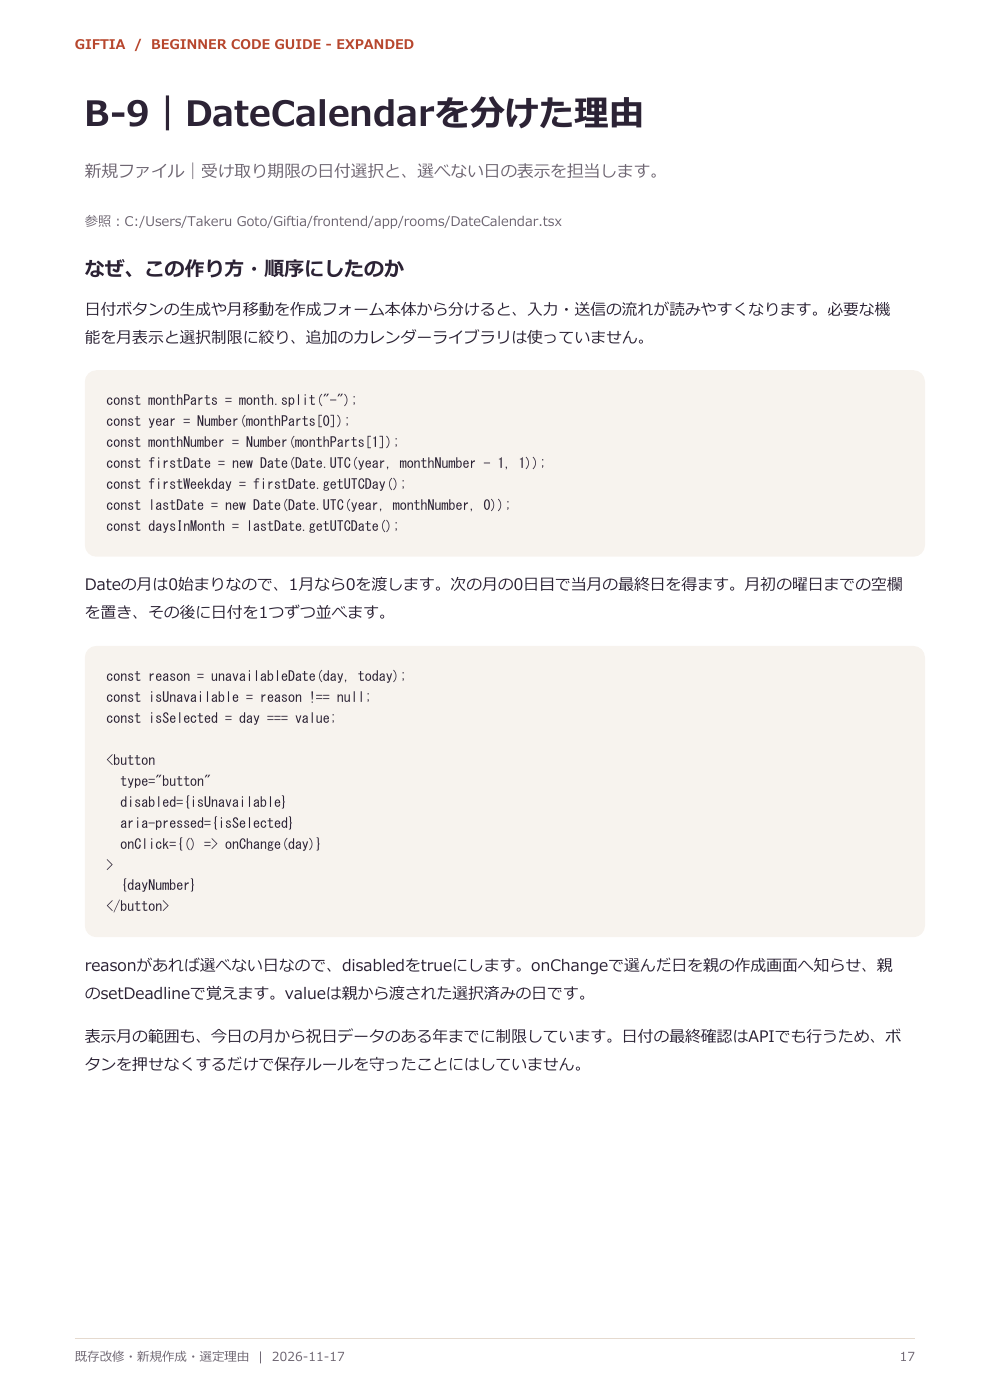 GIFTIA / BEGINNER CODE GUIDE - EXPANDED
B-9｜DateCalendarを分けた理由
新規ファイル｜受け取り期限の日付選択と、選べない日の表示を担当します。
参照：C:/Users/Takeru Goto/Giftia/frontend/app/rooms/DateCalendar.tsx
なぜ、この作り方・順序にしたのか
日付ボタンの生成や月移動を作成フォーム本体から分けると、入力・送信の流れが読みやすくなります。必要な機
能を月表示と選択制限に絞り、追加のカレンダーライブラリは使っていません。
const monthParts = month.split("-");
const year = Number(monthParts[0]);
const monthNumber = Number(monthParts[1]);
const firstDate = new Date(Date.UTC(year, monthNumber - 1, 1));
const firstWeekday = firstDate.getUTCDay();
const lastDate = new Date(Date.UTC(year, monthNumber, 0));
const daysInMonth = lastDate.getUTCDate();
Dateの月は0始まりなので、1月なら0を渡します。次の月の0日目で当月の最終日を得ます。月初の曜日までの空欄
を置き、その後に日付を1つずつ並べます。
const reason = unavailableDate(day, today);
const isUnavailable = reason !== null;
const isSelected = day === value;
<button
  type="button"
  disabled={isUnavailable}
  aria-pressed={isSelected}
  onClick={() => onChange(day)}
>
  {dayNumber}
</button>
reasonがあれば選べない日なので、disabledをtrueにします。onChangeで選んだ日を親の作成画面へ知らせ、親
のsetDeadlineで覚えます。valueは親から渡された選択済みの日です。
表示月の範囲も、今日の月から祝日データのある年までに制限しています。日付の最終確認はAPIでも行うため、ボ
タンを押せなくするだけで保存ルールを守ったことにはしていません。
既存改修・新規作成・選定理由 | 2026-11-17
17